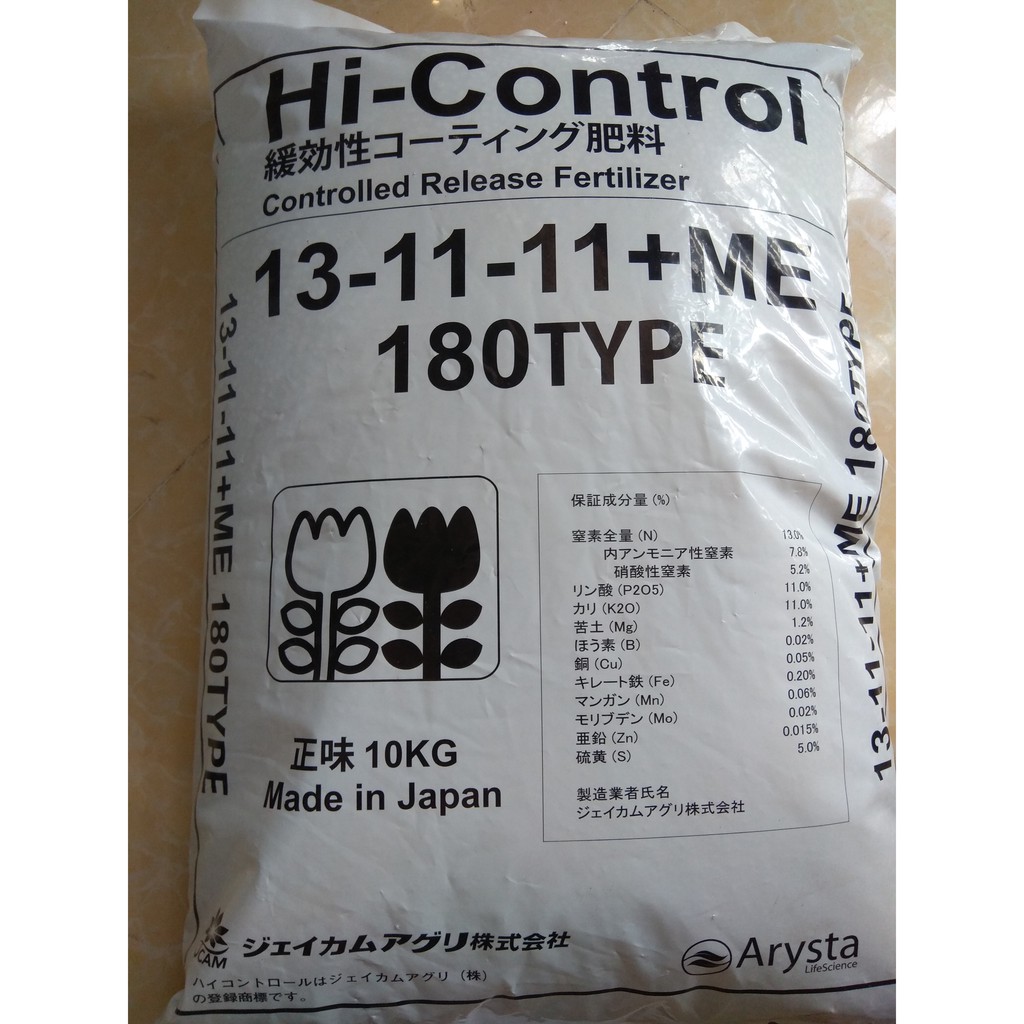 Hi-Control
緩効性コーティング肥料
Controlled Release Fertilizer
13-11-11+ME
180TYPE
13-11-11+ME 180TYPE
13-11-11+ME 180TYPE
保証成分量(%)
窒素全量(N) 13.0%
内アンモニア性窒素 7.8%
硝酸性窒素 5.2%
リン酸(P2O5) 11.0%
カリ(K2O) 11.0%
苦土(Mg) 1.2%
ほう素(B) 0.02%
銅(Cu) 0.05%
キレート鉄(Fe) 0.20%
マンガン(Mn) 0.06%
モリブデン(Mo) 0.02%
亜鉛(Zn) 0.015%
硫黄(S) 5.0%
製造業者氏名
ジェイカムアグリ株式会社
正味 10KG
Made in Japan
JCAM
ジェイカムアグリ株式会社
ハイコントロールはジェイカムアグリ(株)
の登録商標です。
Arysta
LifeScience